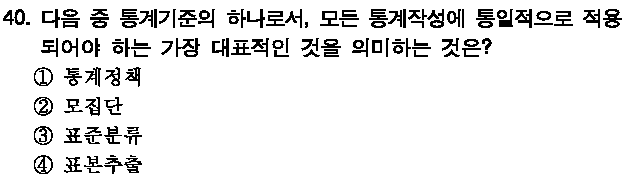 40. 다음 중 통계기준의 하나로서, 모든 통계작성에 통일적으로 적용
되어야 하는 가장 대표적인 것을 의미하는 것은?
① 통계정책
② 모집단
③ 표준분류
④ 표본추출